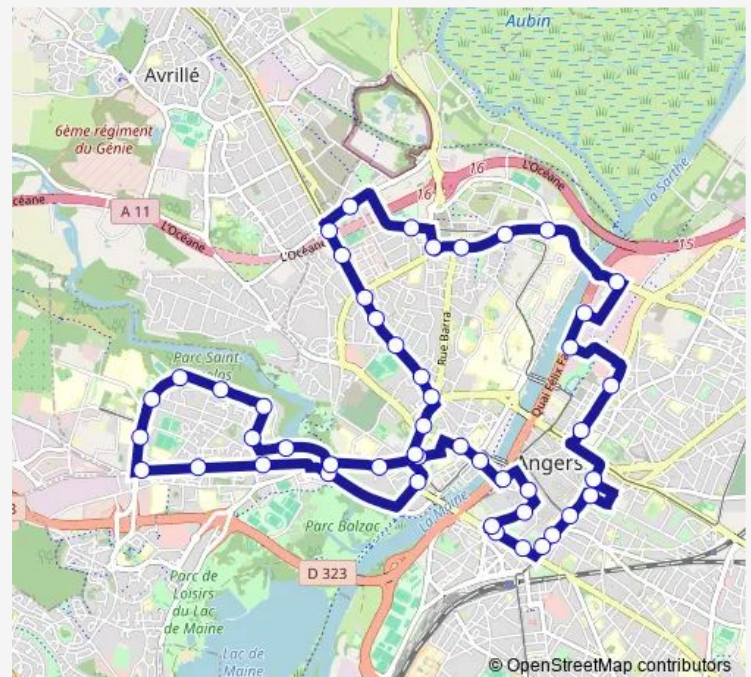 Aubin
Avrillé
6ème régiment
du Génie
16
16
L'Océane
La Sarthe
céane
A 11
L'Océane
L'Océane
15
Rue Barra
Parc Saint-
Quai Félix Fa
Angers
La Maine
Parc Balzac
D 323
Parc de
Loisirs
du Lac
de Maine
Lac de
Maine
© OpenStreetMap contributors